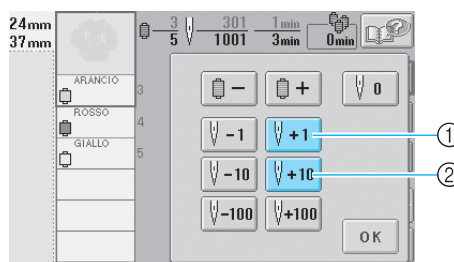 24mm
37mm
3
5
301
1001
1 min
3min
0min
ARANCIO
3
ROSSO
4
GIALLO
5
−
+
0
−1
+1
−10
+10
−100
+100
OK
1
2